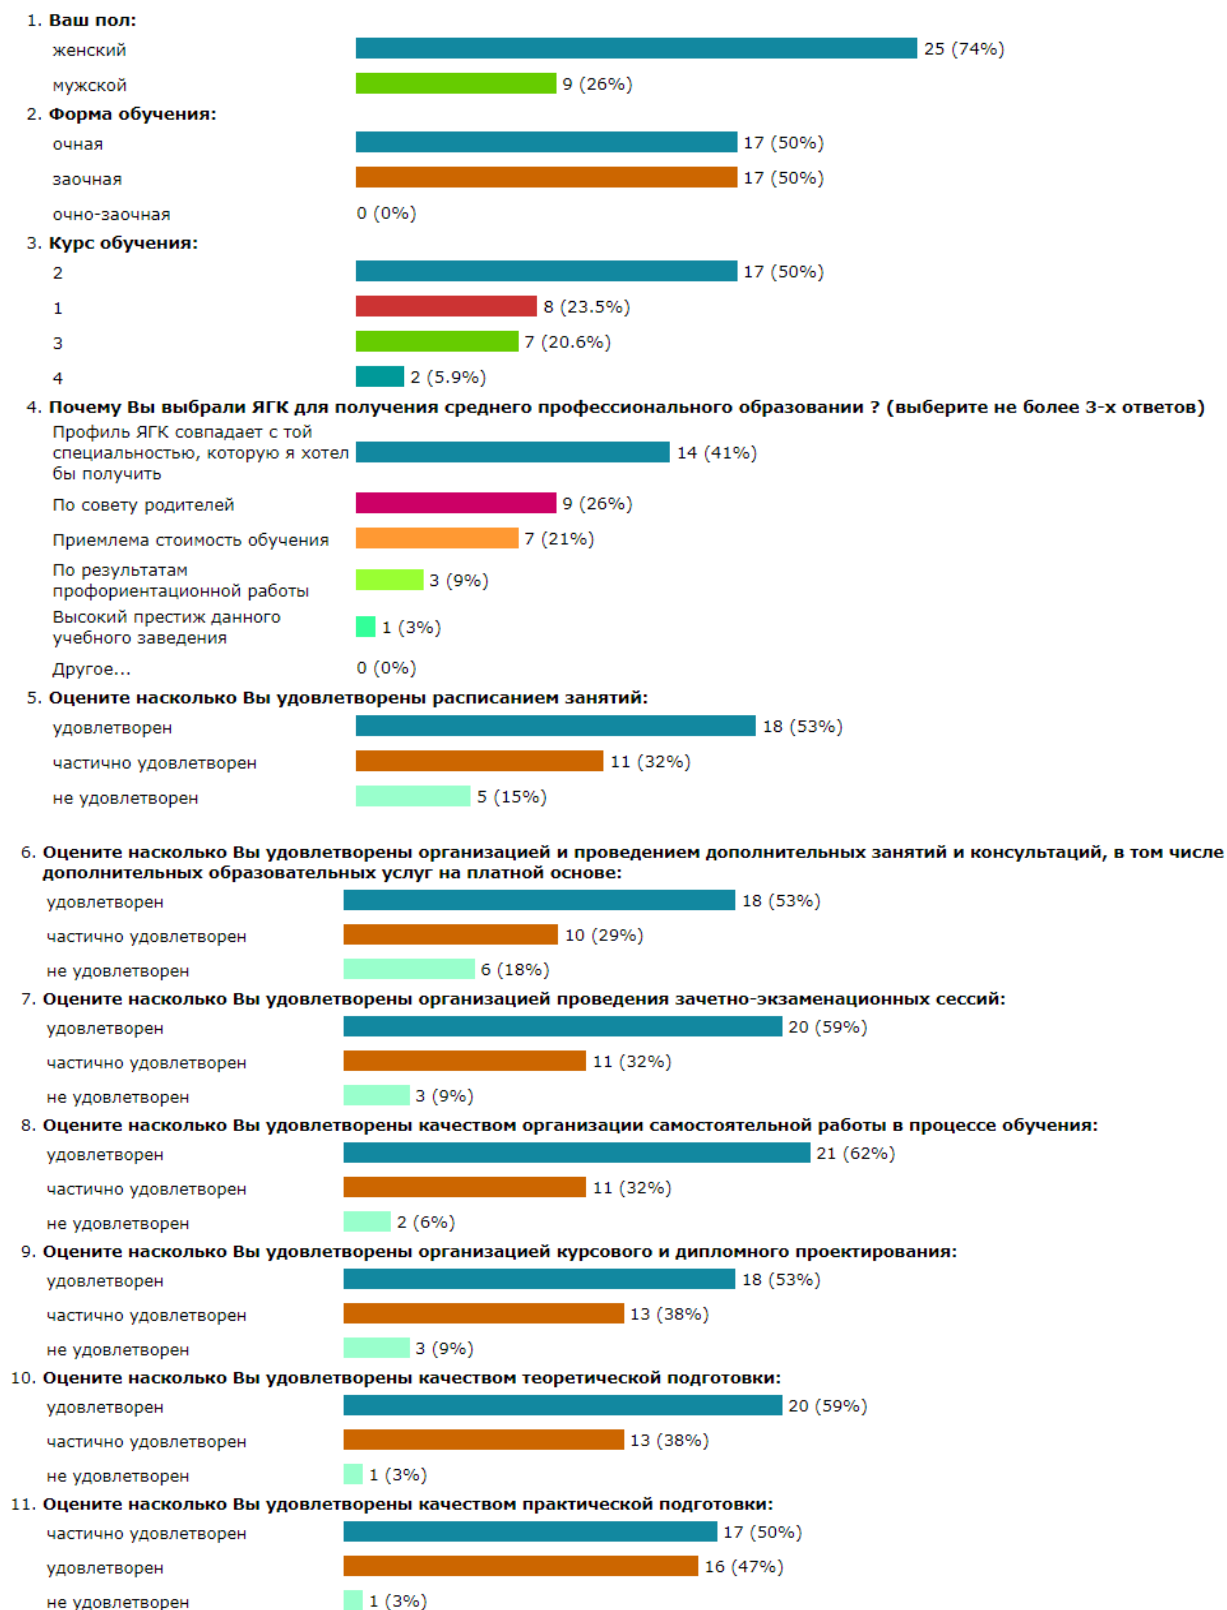 1. Ваш пол:
женский 25 (74%)
мужской 9 (26%)
2. Форма обучения:
очная 17 (50%)
заочная 17 (50%)
очно-заочная 0 (0%)
3. Курс обучения:
2 17 (50%)
1 8 (23.5%)
3 7 (20.6%)
4 2 (5.9%)
4. Почему Вы выбрали ЯГК для получения среднего профессионального образовании ? (выберите не более 3-х ответов)
Профиль ЯГК совпадает с той
специальностью, которую я хотел 14 (41%)
бы получить
По совету родителей 9 (26%)
Приемлема стоимость обучения 7 (21%)
По результатам
профориентационной работы 3 (9%)
Высокий престиж данного
учебного заведения 1 (3%)
Другое... 0 (0%)
5. Оцените насколько Вы удовлетворены расписанием занятий:
удовлетворен 18 (53%)
частично удовлетворен 11 (32%)
не удовлетворен 5 (15%)
6. Оцените насколько Вы удовлетворены организацией и проведением дополнительных занятий и консультаций, в том числе
дополнительных образовательных услуг на платной основе:
удовлетворен 18 (53%)
частично удовлетворен 10 (29%)
не удовлетворен 6 (18%)
7. Оцените насколько Вы удовлетворены организацией проведения зачетно-экзаменационных сессий:
удовлетворен 20 (59%)
частично удовлетворен 11 (32%)
не удовлетворен 3 (9%)
8. Оцените насколько Вы удовлетворены качеством организации самостоятельной работы в процессе обучения:
удовлетворен 21 (62%)
частично удовлетворен 11 (32%)
не удовлетворен 2 (6%)
9. Оцените насколько Вы удовлетворены организацией курсового и дипломного проектирования:
удовлетворен 18 (53%)
частично удовлетворен 13 (38%)
не удовлетворен 3 (9%)
10. Оцените насколько Вы удовлетворены качеством теоретической подготовки:
удовлетворен 20 (59%)
частично удовлетворен 13 (38%)
не удовлетворен 1 (3%)
11. Оцените насколько Вы удовлетворены качеством практической подготовки:
частично удовлетворен 17 (50%)
удовлетворен 16 (47%)
не удовлетворен 1 (3%)